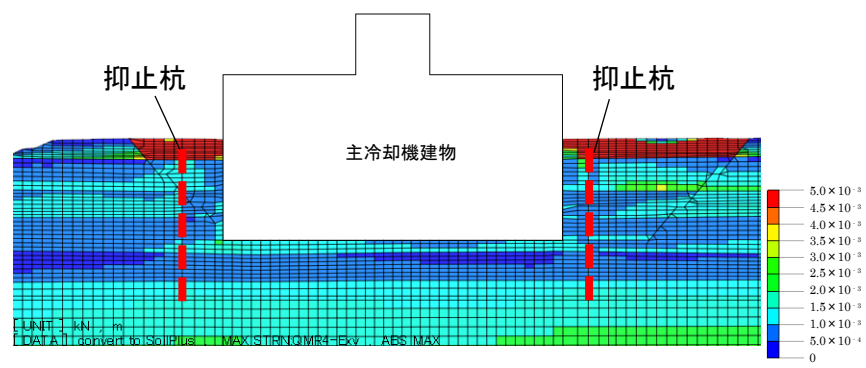 抑止杭
抑止杭
主冷却機建物
5.0×10⁻³
4.5×10⁻³
4.0×10⁻³
3.5×10⁻³
3.0×10⁻³
2.5×10⁻³
2.0×10⁻³
1.5×10⁻³
1.0×10⁻³
5.0×10⁻⁴
0
[ UNIT ] kN , m
[ DATA ] convert to SoilPlus , MAX STRN:QMR4-Exv , ABS MAX